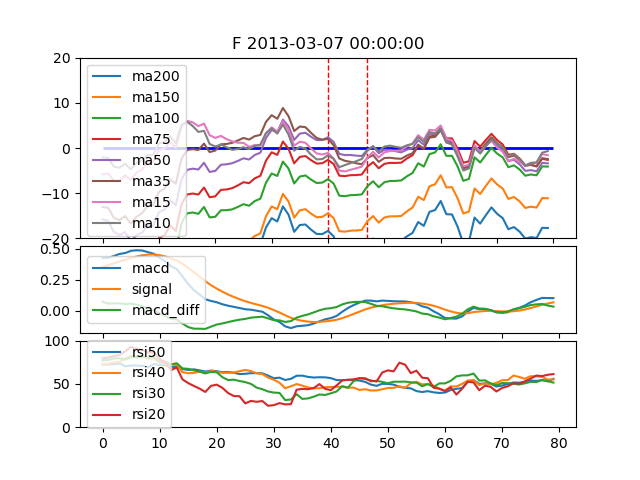 F 2013-03-07 00:00:00
20
10
0
−10
−20
ma200
ma150
ma100
ma75
ma50
ma35
ma15
ma10
0.50
0.25
0.00
macd
signal
macd_diff
100
50
0
rsi50
rsi40
rsi30
rsi20
0 10 20 30 40 50 60 70 80